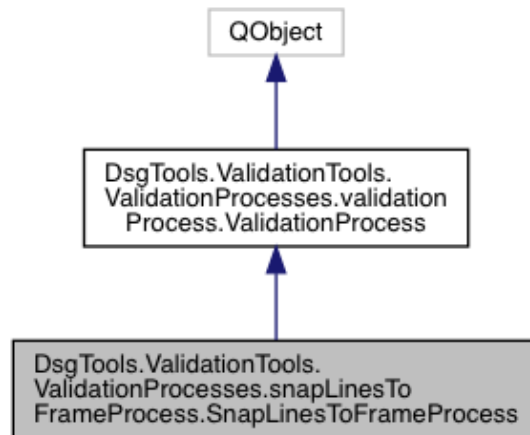 QObject
DsgTools.ValidationTools.
ValidationProcesses.validation
Process.ValidationProcess
DsgTools.ValidationTools.
ValidationProcesses.snapLinesTo
FrameProcess.SnapLinesToFrameProcess